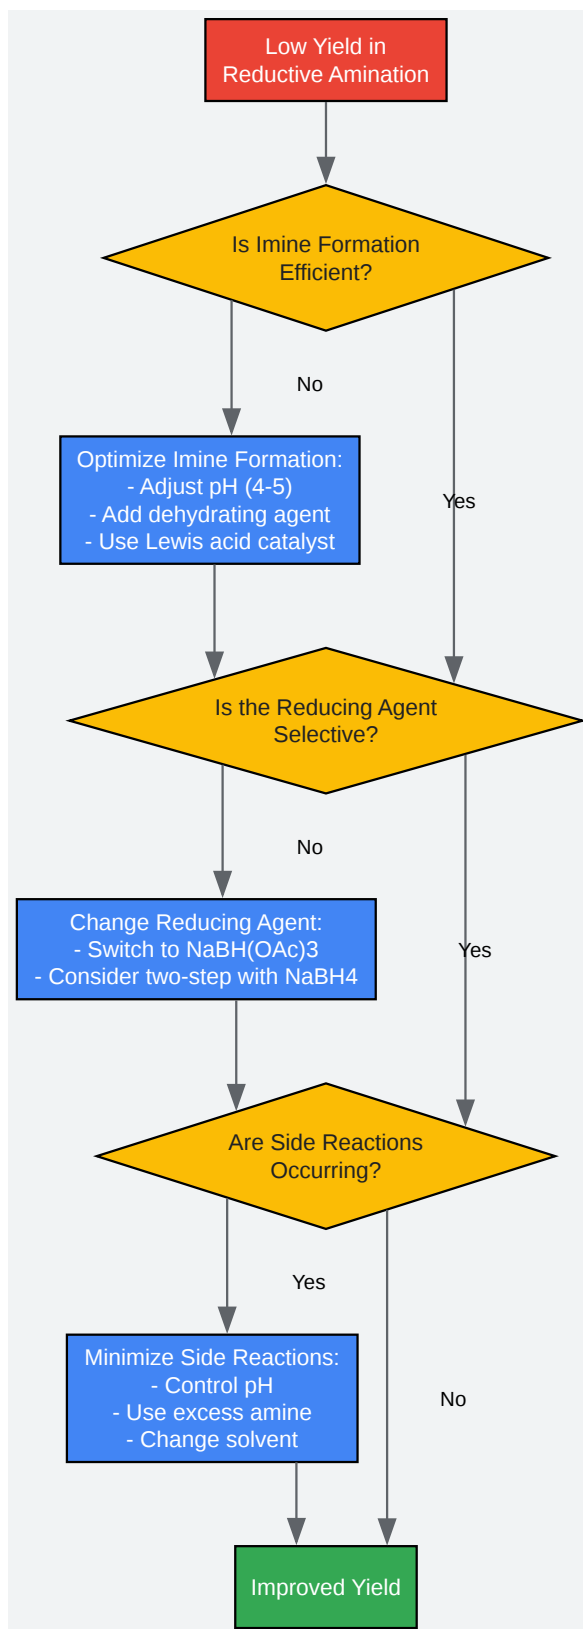 Low Yield in
Reductive Amination
Is Imine Formation
Efficient?
No
Optimize Imine Formation:
- Adjust pH (4-5)
- Add dehydrating agent
- Use Lewis acid catalyst
Yes
Is the Reducing Agent
Selective?
No
Change Reducing Agent:
- Switch to NaBH(OAc)3
- Consider two-step with NaBH4
Yes
Are Side Reactions
Occurring?
Yes
Minimize Side Reactions:
- Control pH
- Use excess amine
- Change solvent
No
Improved Yield